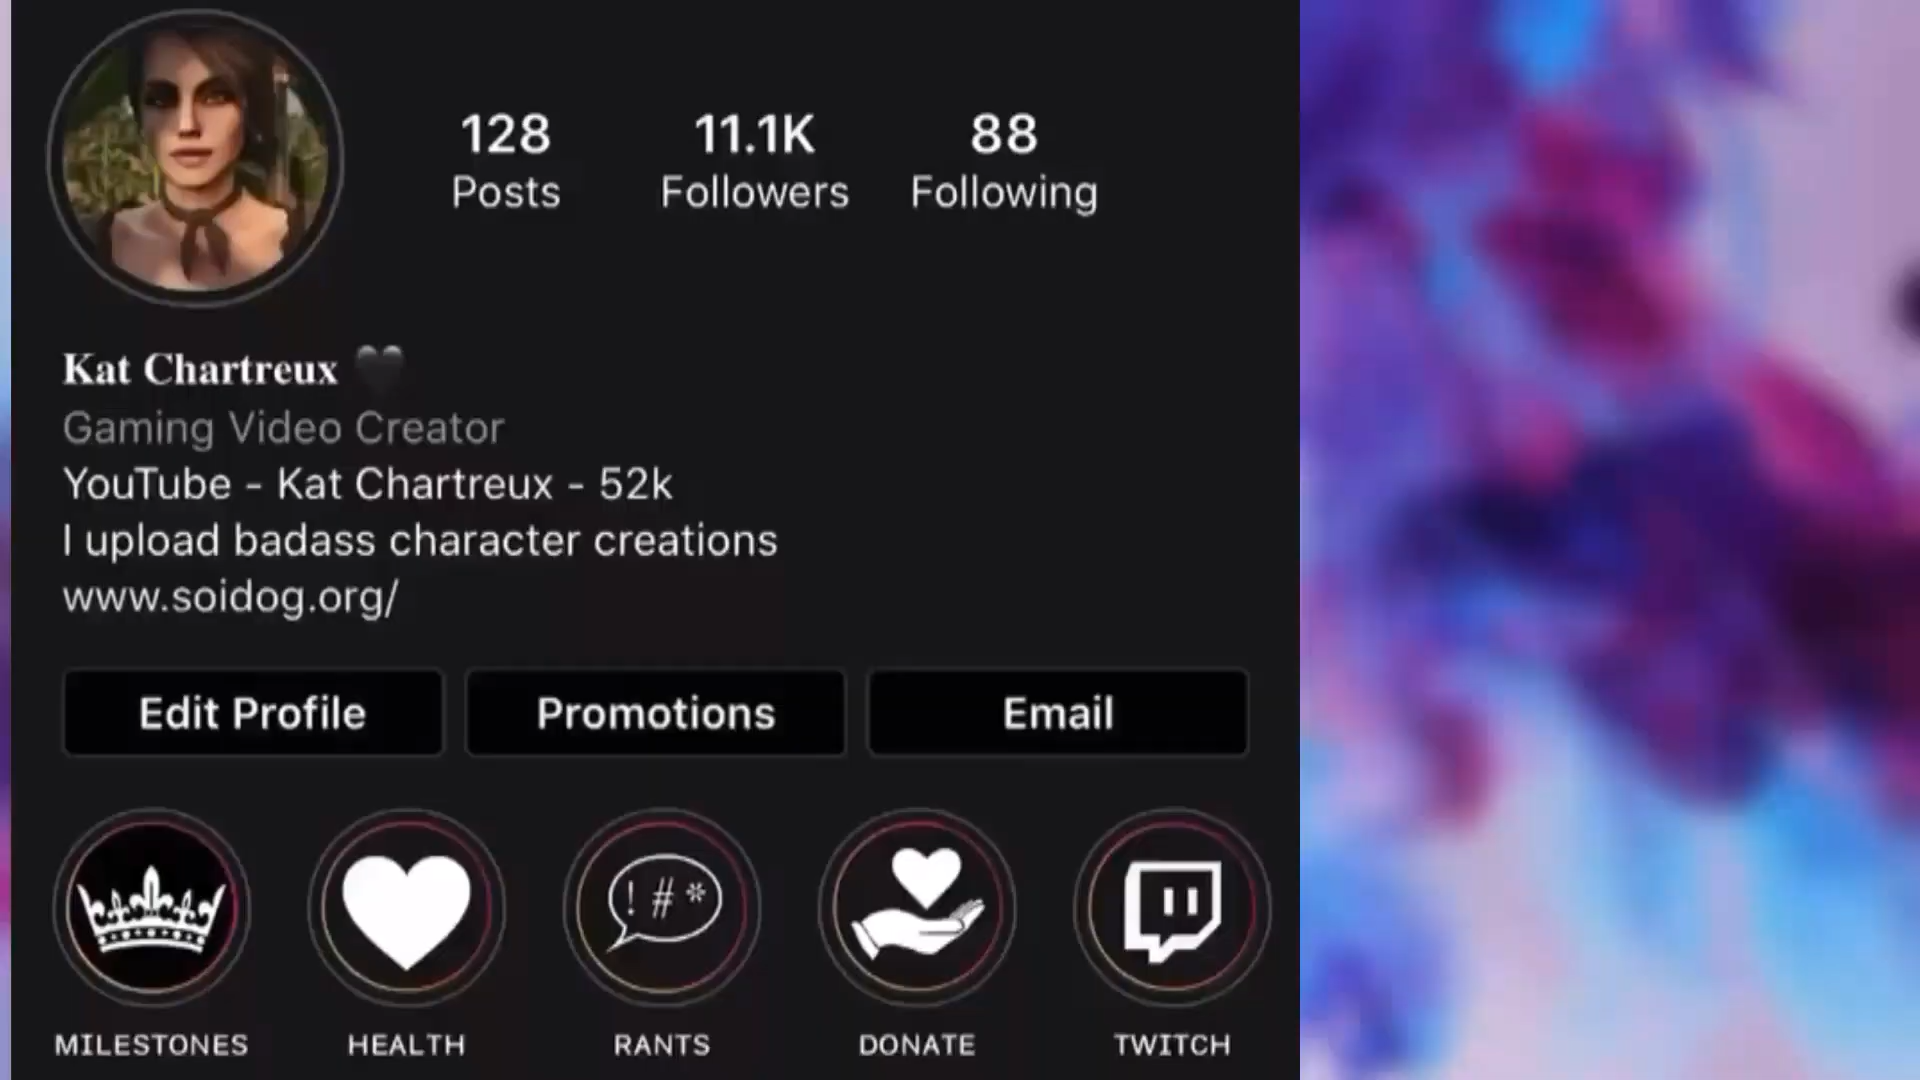 128 11.1K 88
Posts Followers Following
Kat Chartreux 🖤
Gaming Video Creator
YouTube - Kat Chartreux - 52k
I upload badass character creations
www.soidog.org/
Edit Profile Promotions Email
! # *
MILESTONES HEALTH RANTS DONATE TWITCH